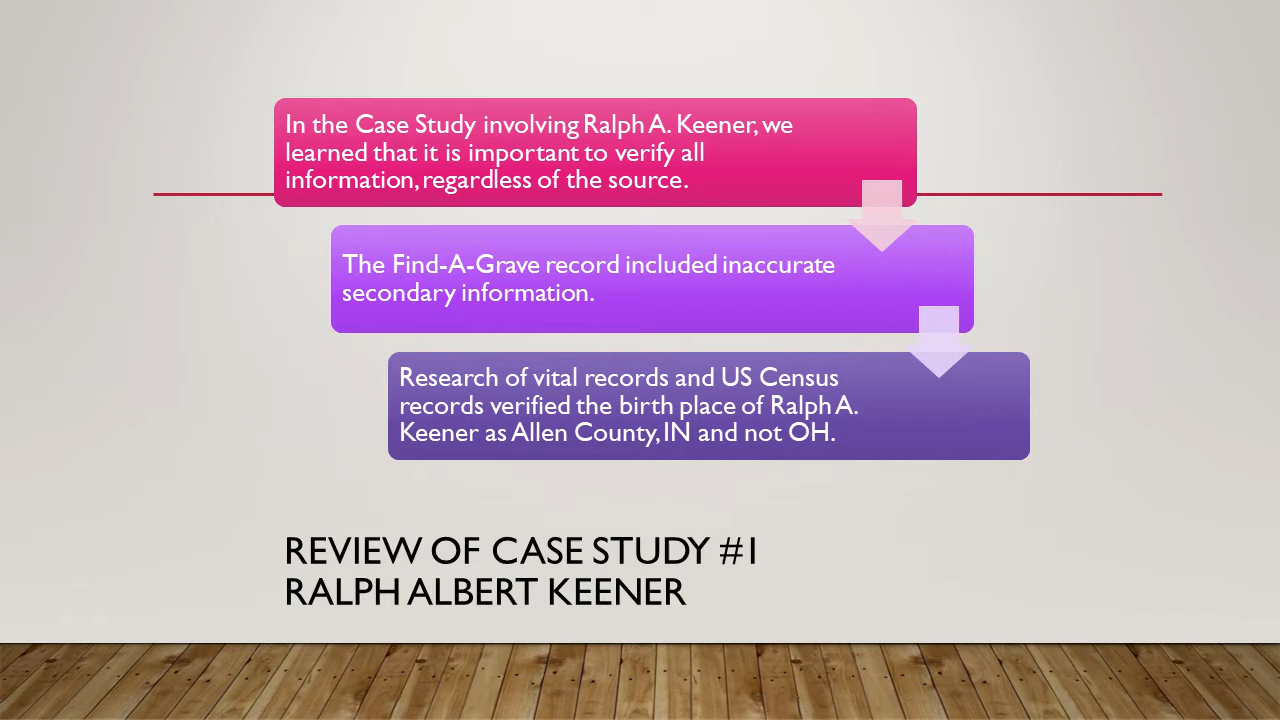 In the Case Study involving Ralph A. Keener, we
learned that it is important to verify all
information, regardless of the source.
The Find-A-Grave record included inaccurate
secondary information.
Research of vital records and US Census
records verified the birth place of Ralph A.
Keener as Allen County, IN and not OH.
REVIEW OF CASE STUDY #1
RALPH ALBERT KEENER